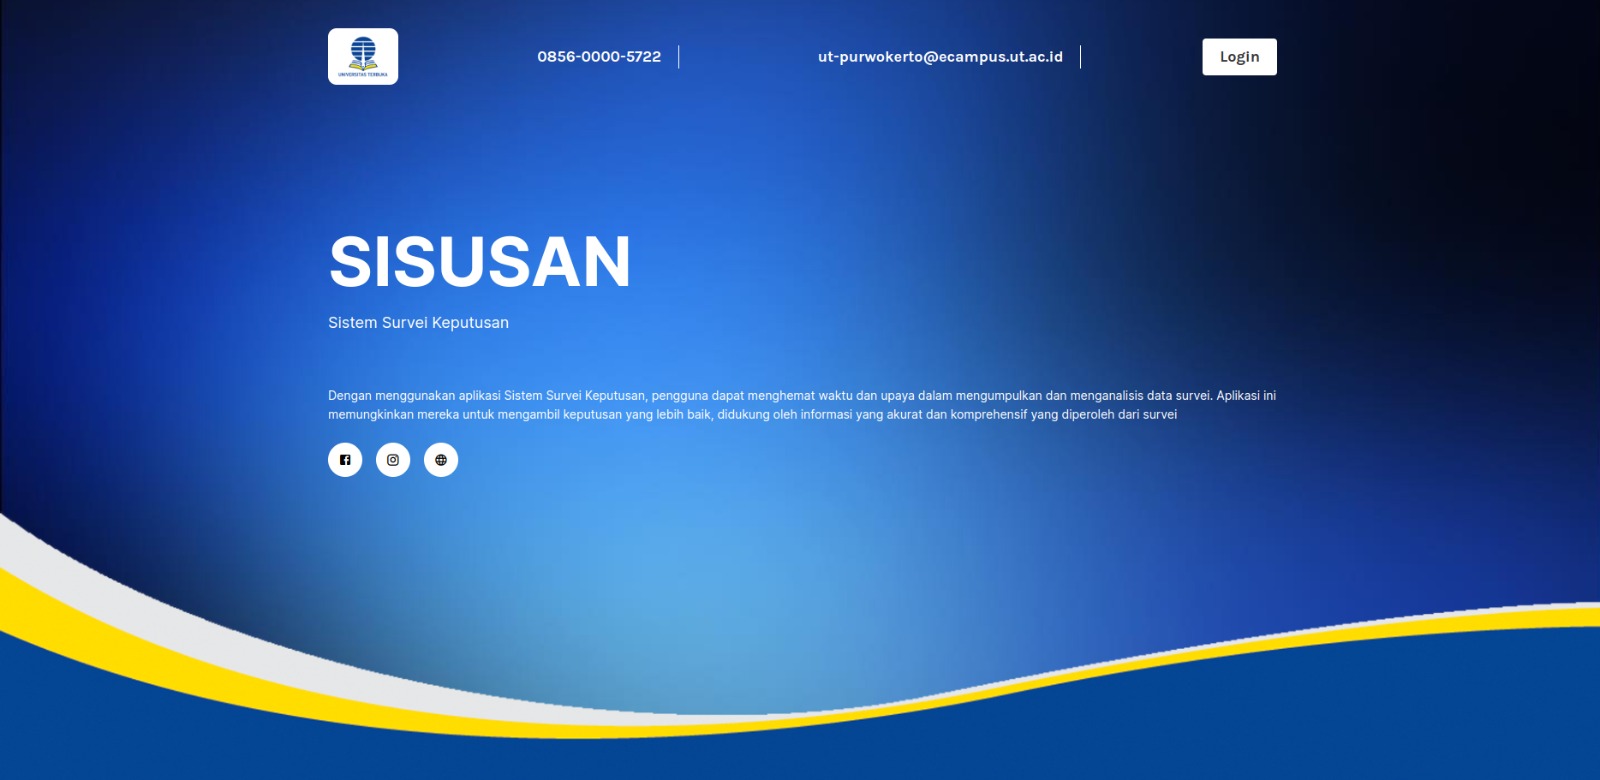 UNIVERSITAS TERBUKA
0856-0000-5722
ut-purwokerto@ecampus.ut.ac.id
Login
SISUSAN
Sistem Survei Keputusan
Dengan menggunakan aplikasi Sistem Survei Keputusan, pengguna dapat menghemat waktu dan upaya dalam mengumpulkan dan menganalisis data survei. Aplikasi ini
memungkinkan mereka untuk mengambil keputusan yang lebih baik, didukung oleh informasi yang akurat dan komprehensif yang diperoleh dari survei